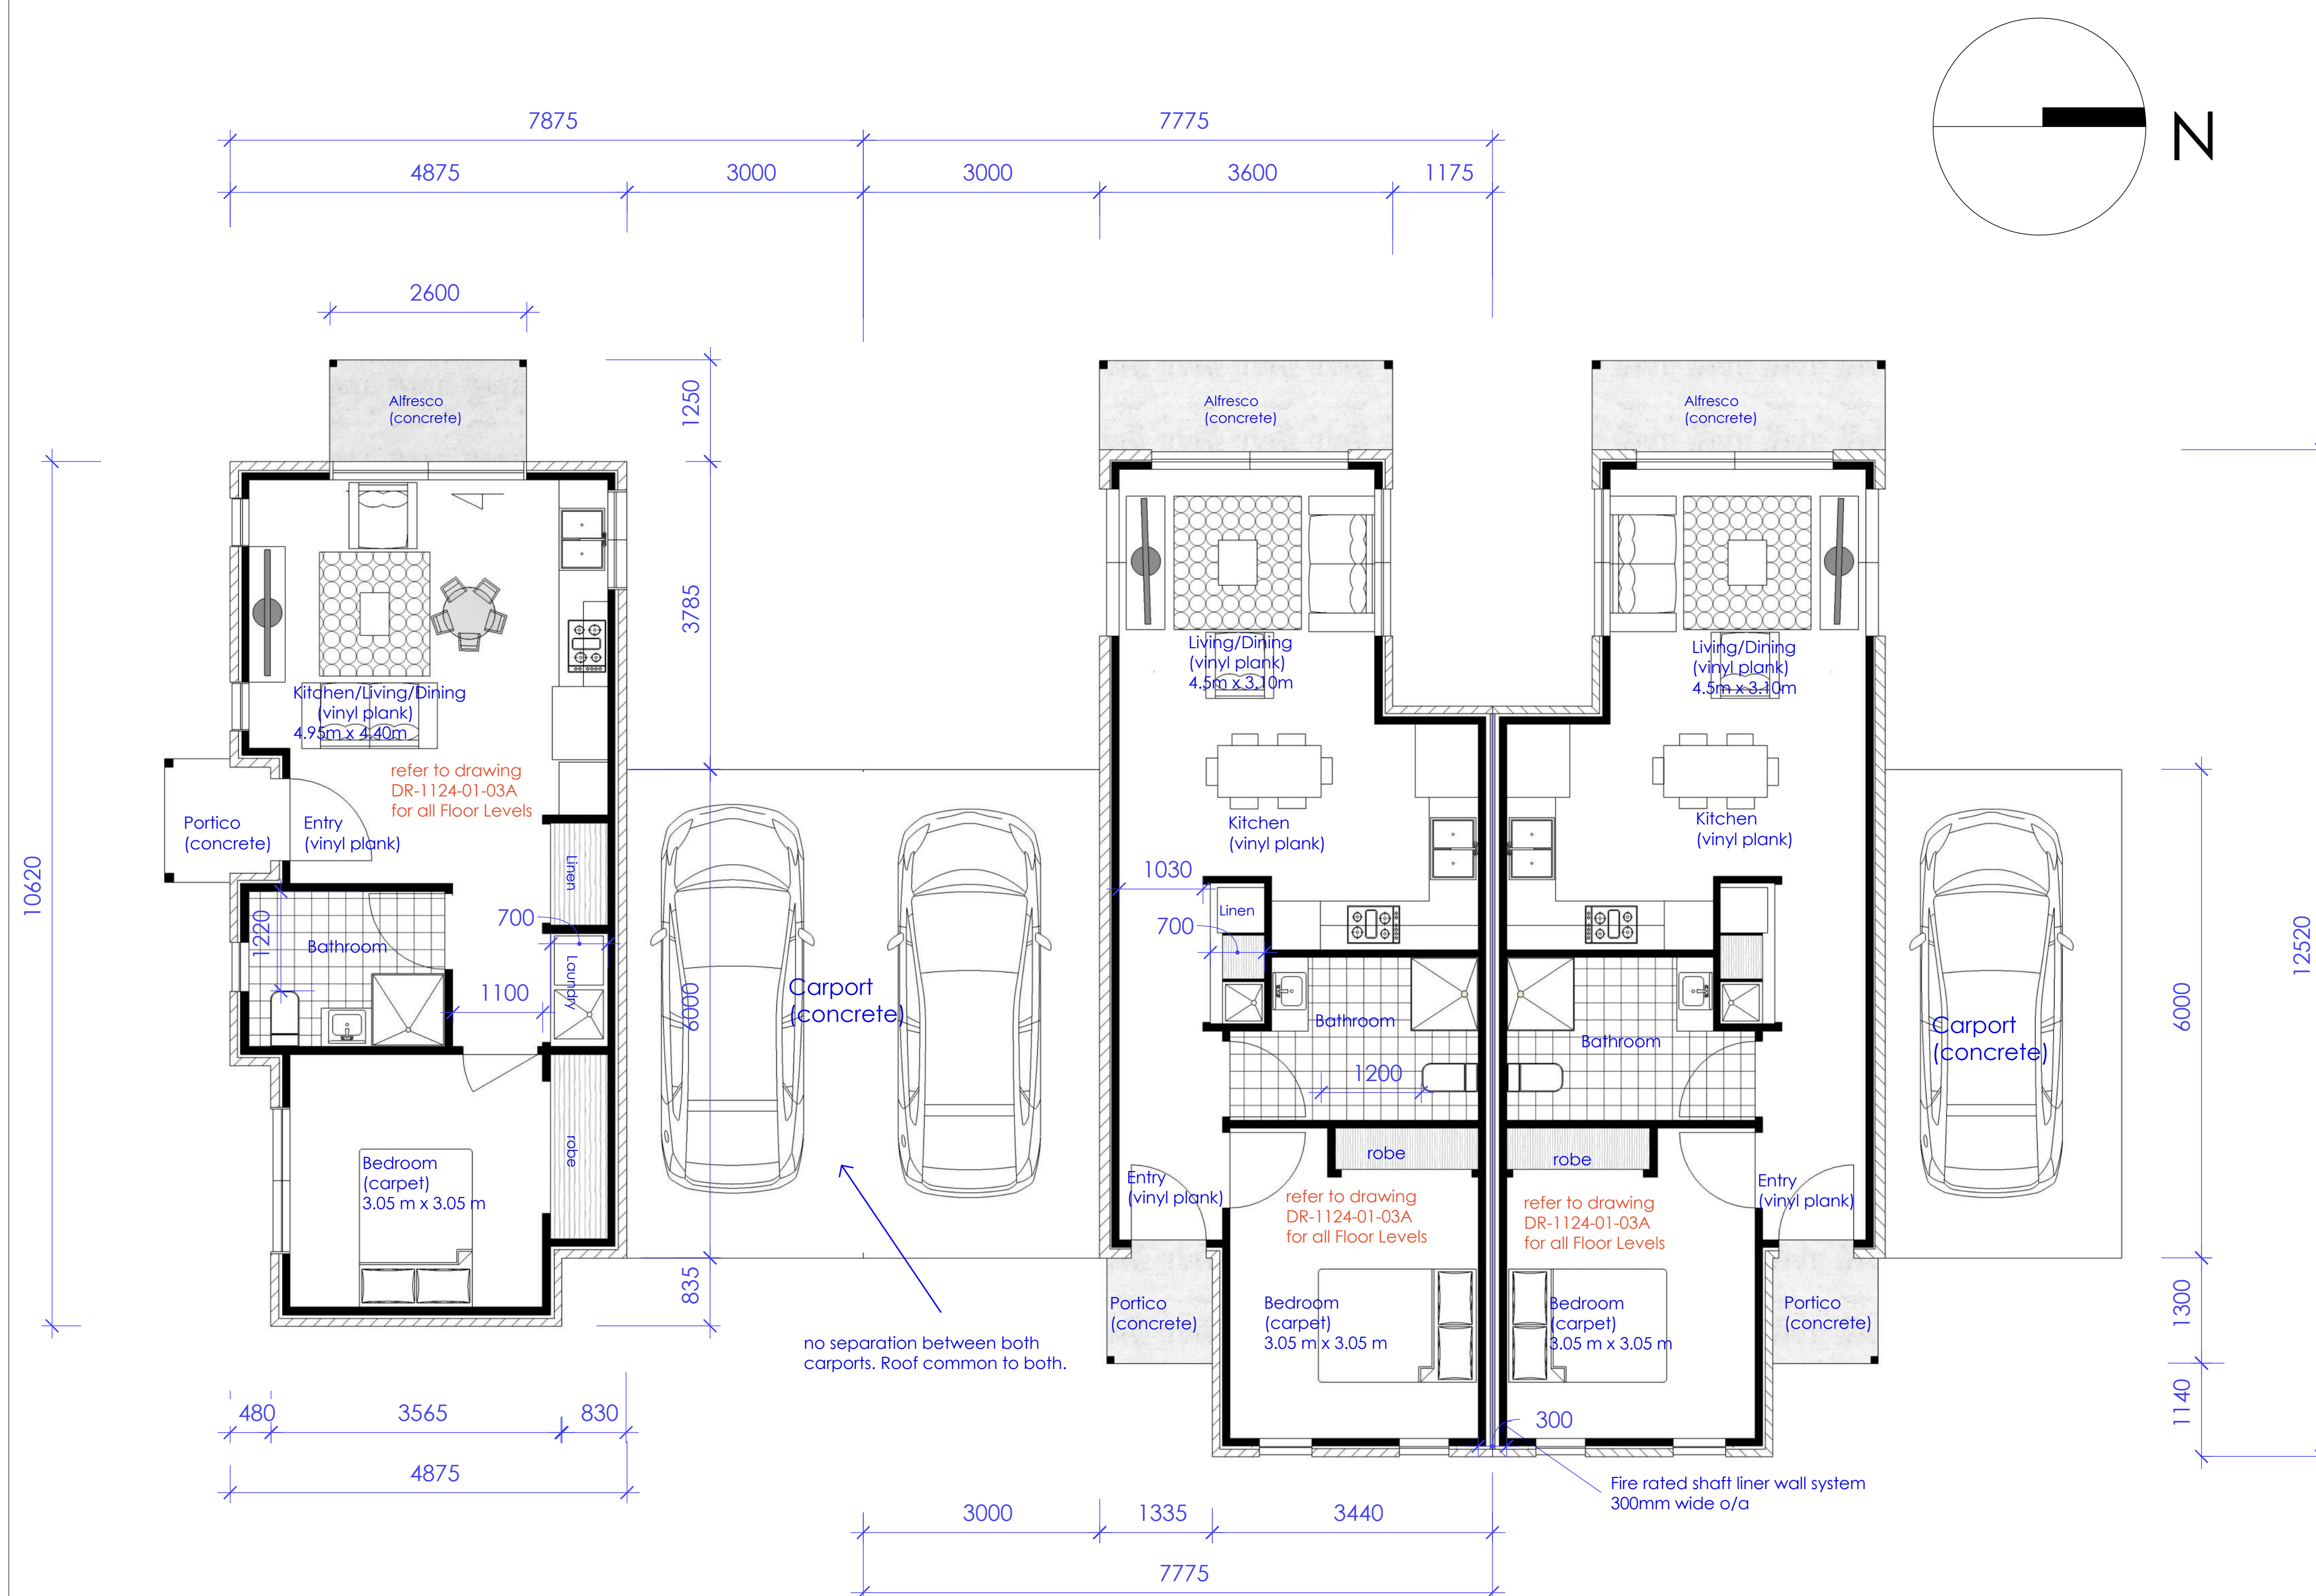 N
7875
7775
4875
3000
3000
3600
1175
2600
Alfresco
(concrete)
1250
Alfresco
(concrete)
Alfresco
(concrete)
3785
Kitchen/Living/Dining
(vinyl plank)
4.95m x 4.40m
Living/Dining
(vinyl plank)
4.5m x 3.10m
Living/Dining
(vinyl plank)
4.5m x 3.10m
refer to drawing
DR-1124-01-03A
for all Floor Levels
Portico
(concrete)
Entry
(vinyl plank)
Kitchen
(vinyl plank)
Kitchen
(vinyl plank)
10620
Linen
1030
Linen
700
700
1220
Bathroom
Laundry
1100
6000
Carport
(concrete)
Bathroom
Bathroom
1200
Carport
(concrete)
6000
12520
robe
robe
robe
Bedroom
(carpet)
3.05 m x 3.05 m
Entry
(vinyl plank)
refer to drawing
DR-1124-01-03A
for all Floor Levels
refer to drawing
DR-1124-01-03A
for all Floor Levels
Entry
(vinyl plank)
835
1300
1140
Portico
(concrete)
Bedroom
(carpet)
3.05 m x 3.05 m
Bedroom
(carpet)
3.05 m x 3.05 m
Portico
(concrete)
no separation between both
carports. Roof common to both.
480
3565
830
300
4875
Fire rated shaft liner wall system
300mm wide o/a
3000
1335
3440
7775